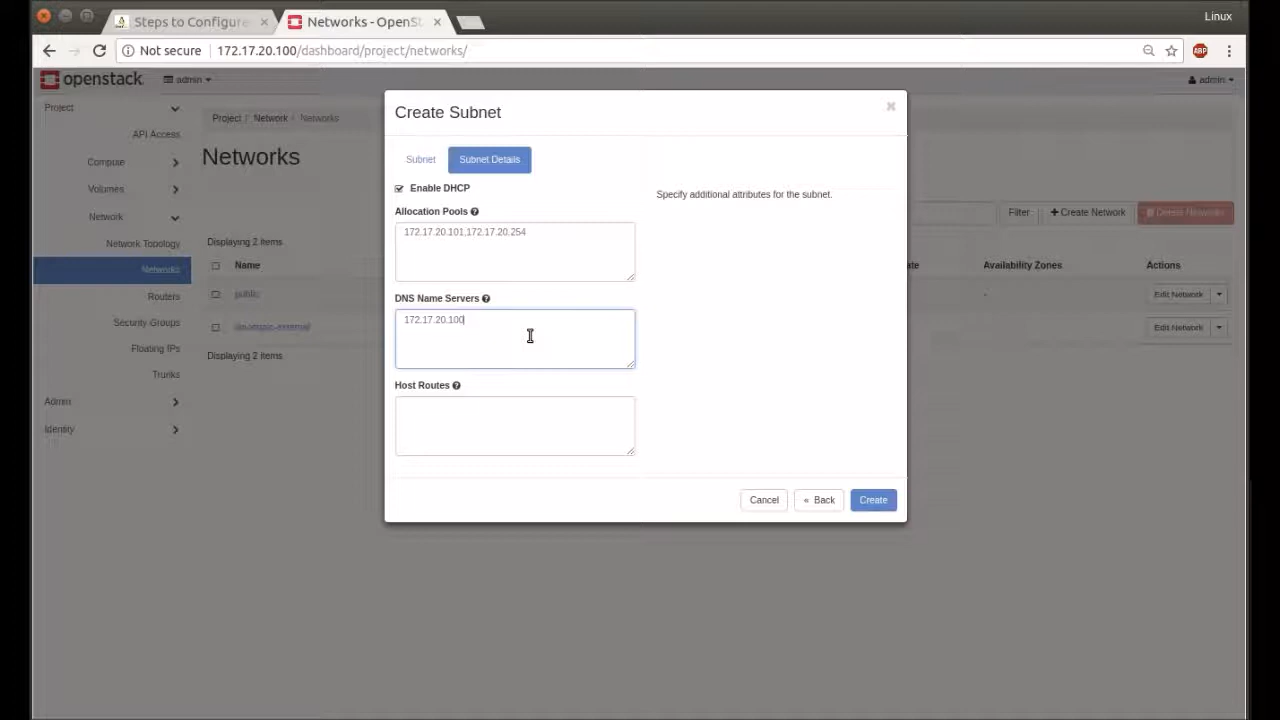 Steps to Configure
Networks - OpenSt
Linux
Not secure
172.17.20.100/dashboard/project/networks/
ABP
openstack
admin
admin
Project
API Access
Compute
Volumes
Network
Network Topology
Networks
Routers
Security Groups
Floating IPs
Trunks
Admin
Identity
Project / Network / Networks
Networks
Filter
+ Create Network
Delete Networks
Displaying 2 items
Name
ate
Availability Zones
Actions
public
-
Edit Network
Edit Network
Displaying 2 items
Create Subnet
×
Subnet
Subnet Details
Enable DHCP
Specify additional attributes for the subnet.
Allocation Pools
172.17.20.101,172.17.20.254
DNS Name Servers
172.17.20.100
Host Routes
Cancel
« Back
Create